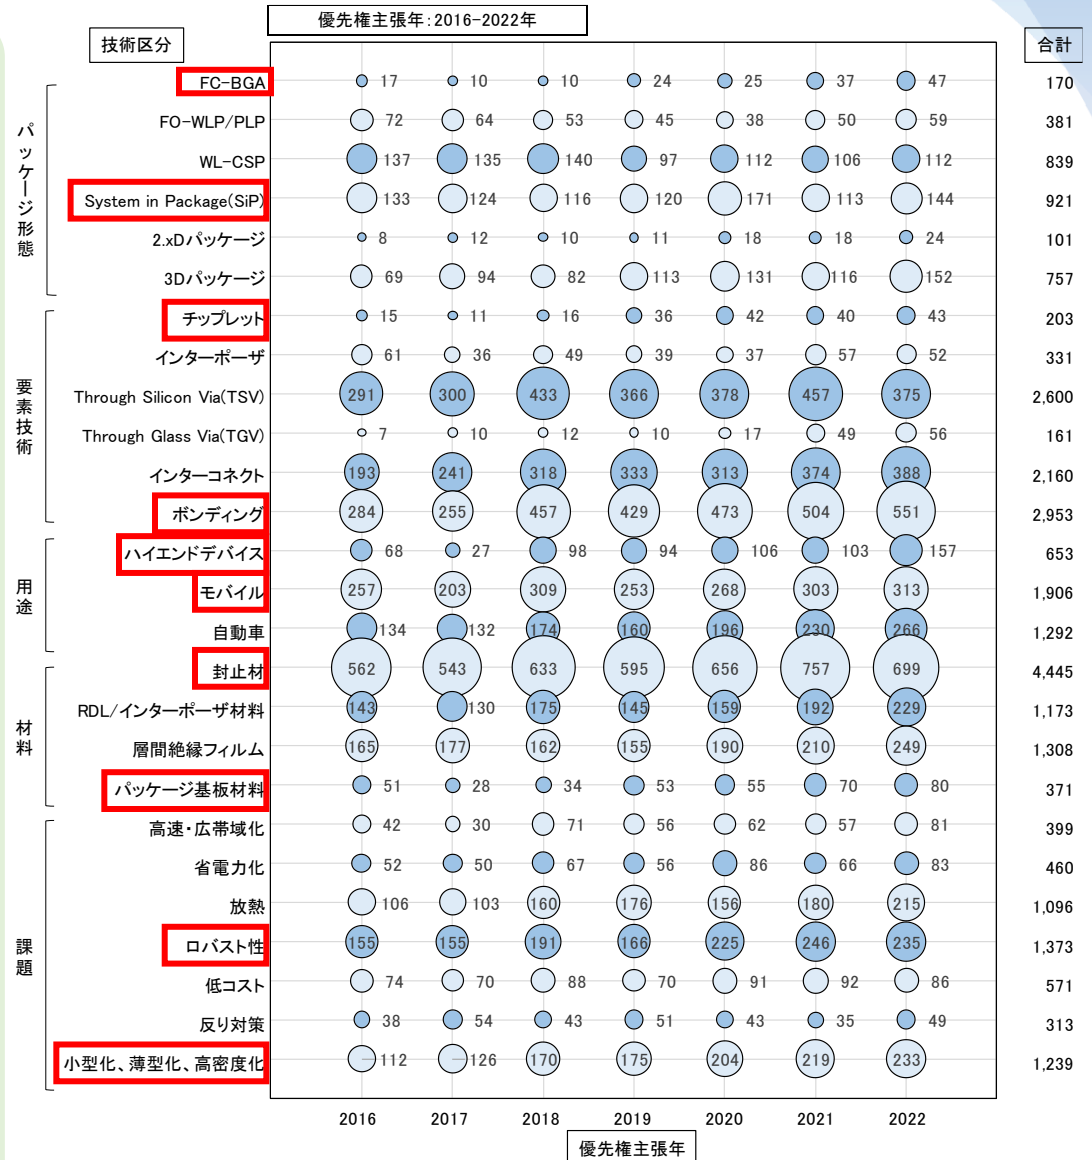 優先権主張年:2016-2022年
技術区分
合計
パッケージ形態
FC-BGA 17 10 10 24 25 37 47 170
FO-WLP/PLP 72 64 53 45 38 50 59 381
WL-CSP 137 135 140 97 112 106 112 839
System in Package(SiP) 133 124 116 120 171 113 144 921
2.xDパッケージ 8 12 10 11 18 18 24 101
3Dパッケージ 69 94 82 113 131 116 152 757
要素技術
チップレット 15 11 16 36 42 40 43 203
インターポーザ 61 36 49 39 37 57 52 331
Through Silicon Via(TSV) 291 300 433 366 378 457 375 2,600
Through Glass Via(TGV) 7 10 12 10 17 49 56 161
インターコネクト 193 241 318 333 313 374 388 2,160
ボンディング 284 255 457 429 473 504 551 2,953
用途
ハイエンドデバイス 68 27 98 94 106 103 157 653
モバイル 257 203 309 253 268 303 313 1,906
自動車 134 132 174 160 196 230 266 1,292
材料
封止材 562 543 633 595 656 757 699 4,445
RDL/インターポーザ材料 143 130 175 145 159 192 229 1,173
層間絶縁フィルム 165 177 162 155 190 210 249 1,308
パッケージ基板材料 51 28 34 53 55 70 80 371
課題
高速・広帯域化 42 30 71 56 62 57 81 399
省電力化 52 50 67 56 86 66 83 460
放熱 106 103 160 176 156 180 215 1,096
ロバスト性 155 155 191 166 225 246 235 1,373
低コスト 74 70 88 70 91 92 86 571
反り対策 38 54 43 51 43 35 49 313
小型化、薄型化、高密度化 112 126 170 175 204 219 233 1,239
2016 2017 2018 2019 2020 2021 2022
優先権主張年